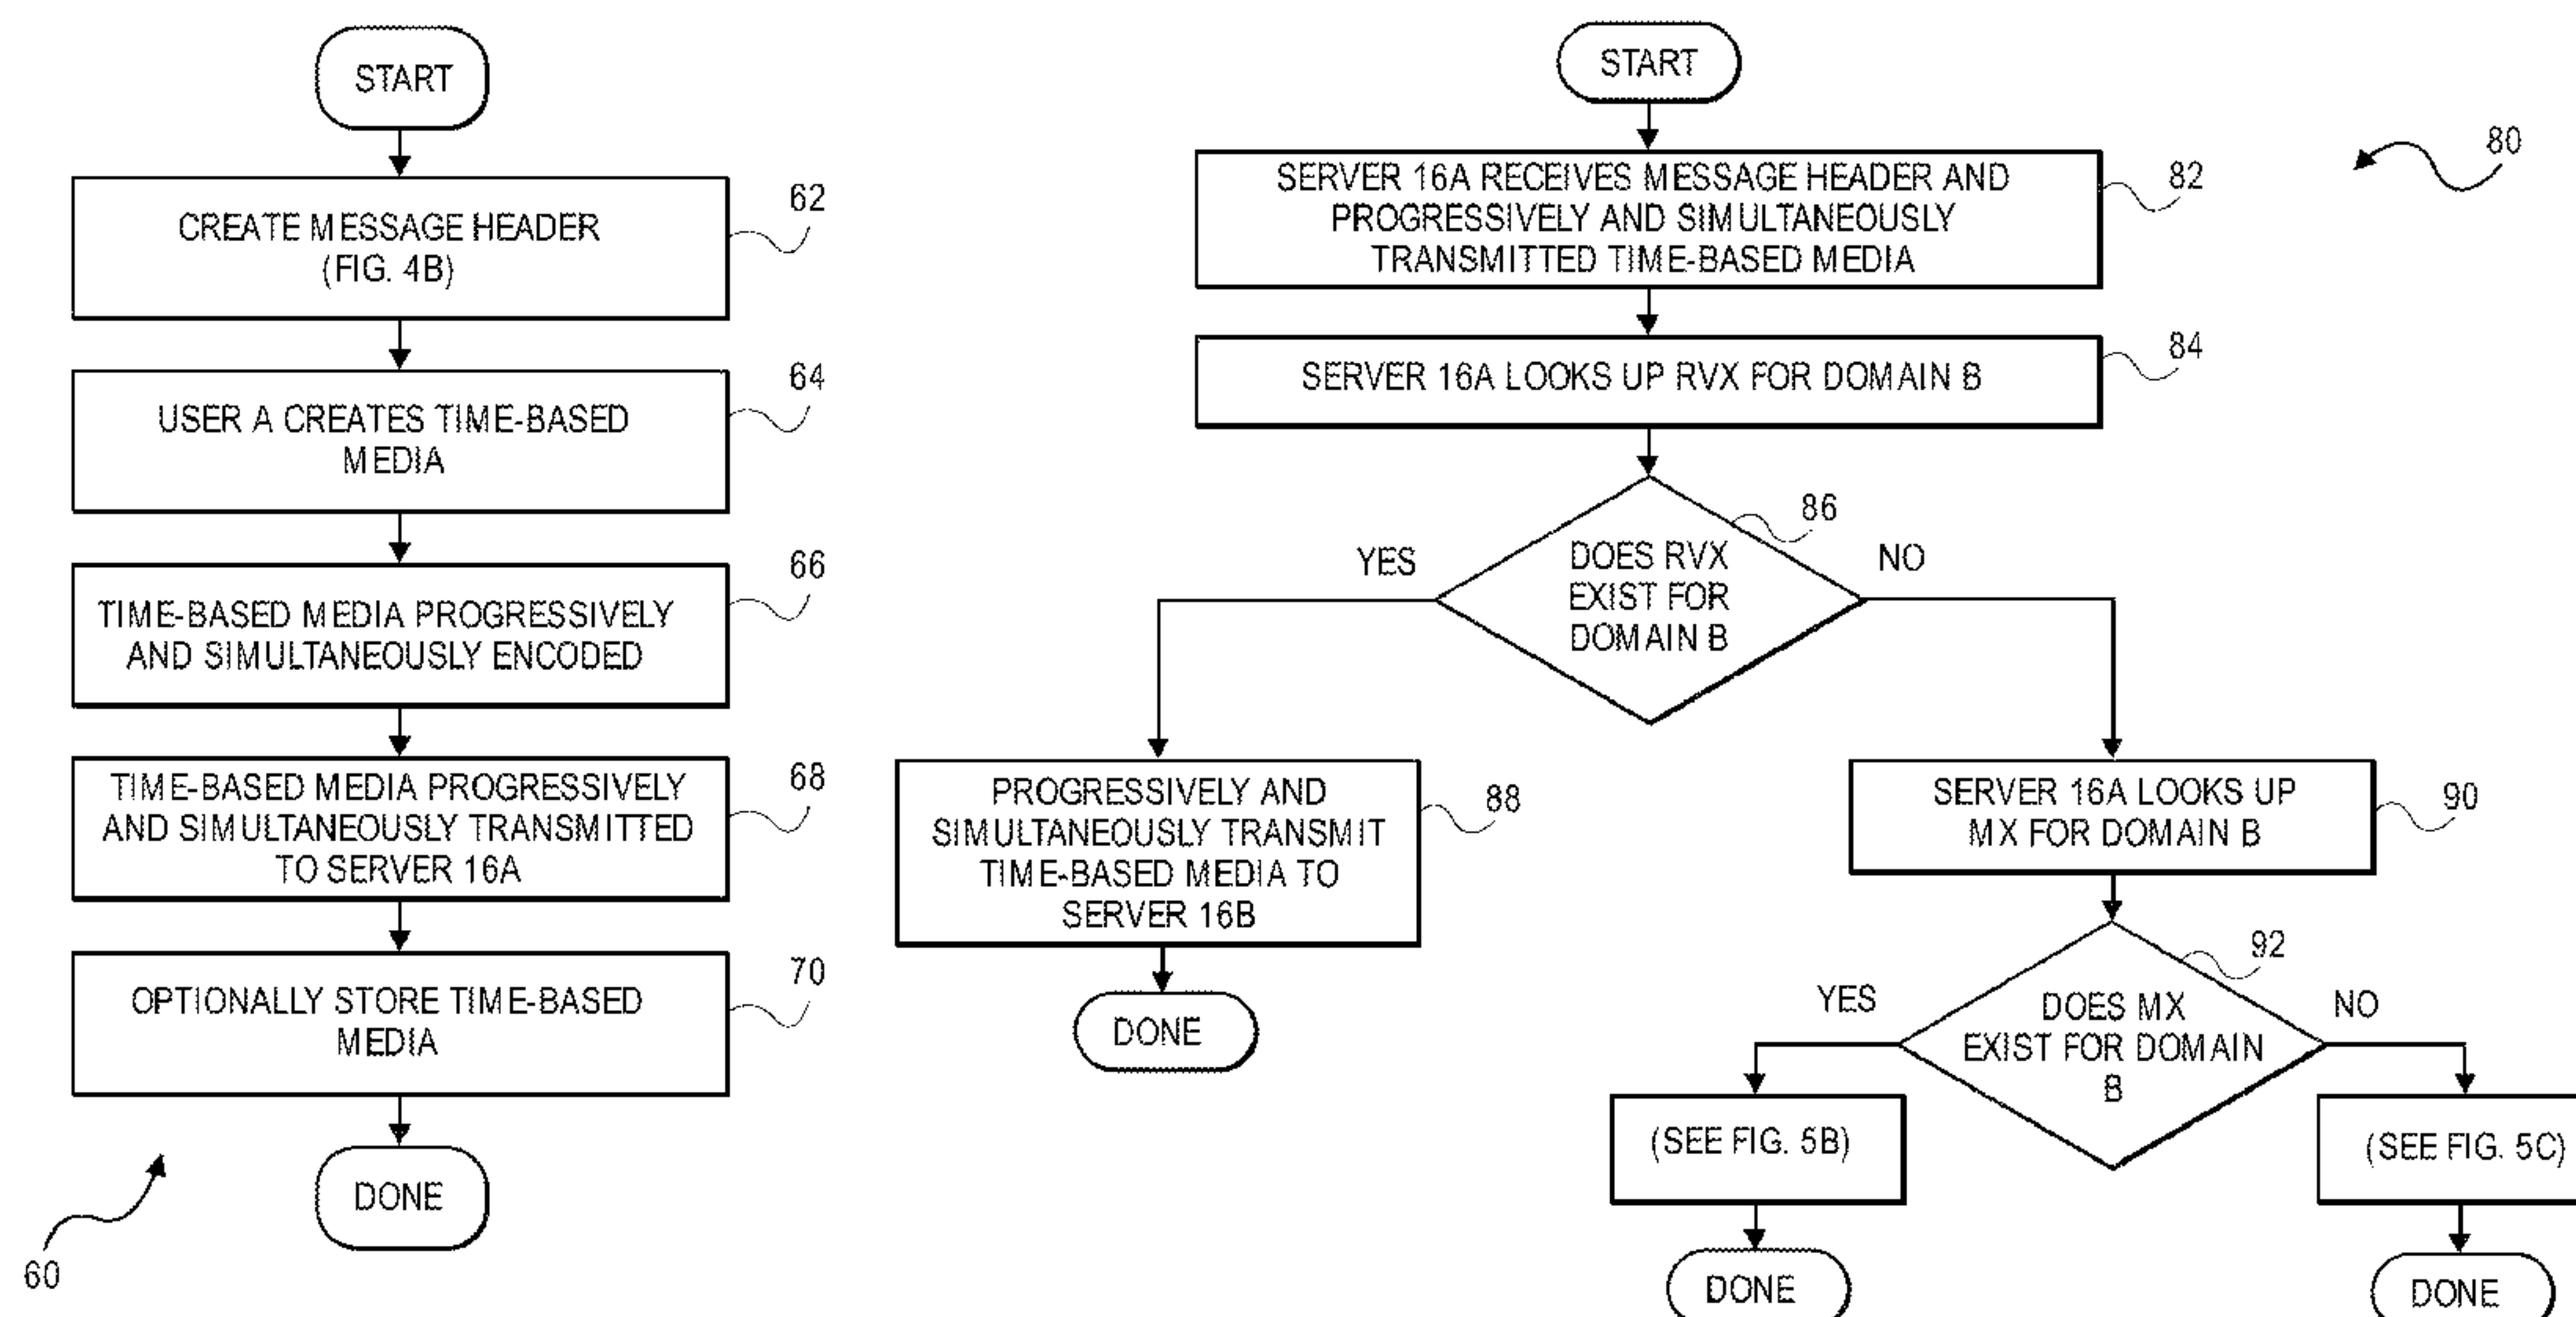 START
CREATE MESSAGE HEADER
(FIG. 4B)
62
USER A CREATES TIME-BASED
MEDIA
64
TIME-BASED MEDIA PROGRESSIVELY
AND SIMULTANEOUSLY ENCODED
66
TIME-BASED MEDIA PROGRESSIVELY
AND SIMULTANEOUSLY TRANSMITTED
TO SERVER 16A
68
OPTIONALLY STORE TIME-BASED
MEDIA
70
DONE
60
START
80
SERVER 16A RECEIVES MESSAGE HEADER AND
PROGRESSIVELY AND SIMULTANEOUSLY
TRANSMITTED TIME-BASED MEDIA
82
SERVER 16A LOOKS UP RVX FOR DOMAIN B
84
DOES RVX
EXIST FOR
DOMAIN B
86
YES
NO
PROGRESSIVELY AND
SIMULTANEOUSLY TRANSMIT
TIME-BASED MEDIA TO
SERVER 16B
88
DONE
SERVER 16A LOOKS UP
MX FOR DOMAIN B
90
DOES MX
EXIST FOR DOMAIN
B
92
YES
NO
(SEE FIG. 5B)
DONE
(SEE FIG. 5C)
DONE